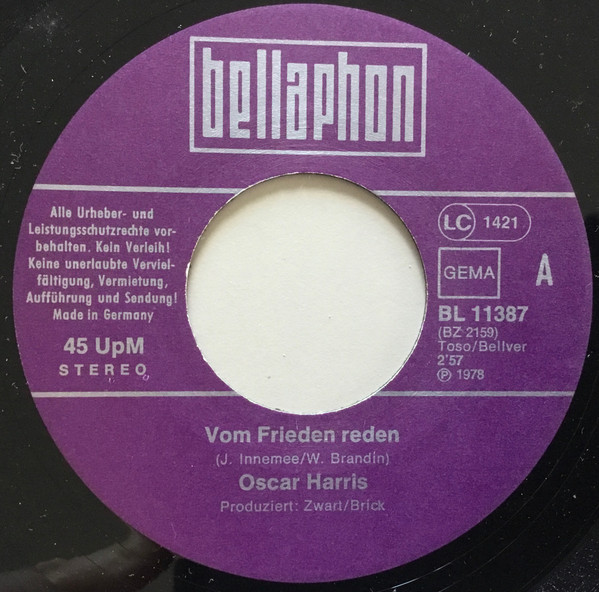 bellaphon
Alle Urheber- und
Leistungsschutzrechte vor-
behalten. Kein Verleih!
Keine unerlaubte Verviel-
fältigung, Vermietung,
Aufführung und Sendung!
Made in Germany
45 UpM
STEREO
LC 1421
GEMA
A
BL 11387
(BZ 2159)
Toso/Bellver
2'57
Ⓟ 1978
Vom Frieden reden
(J. Innemee/W. Brandin)
Oscar Harris
Produziert: Zwart/Brick